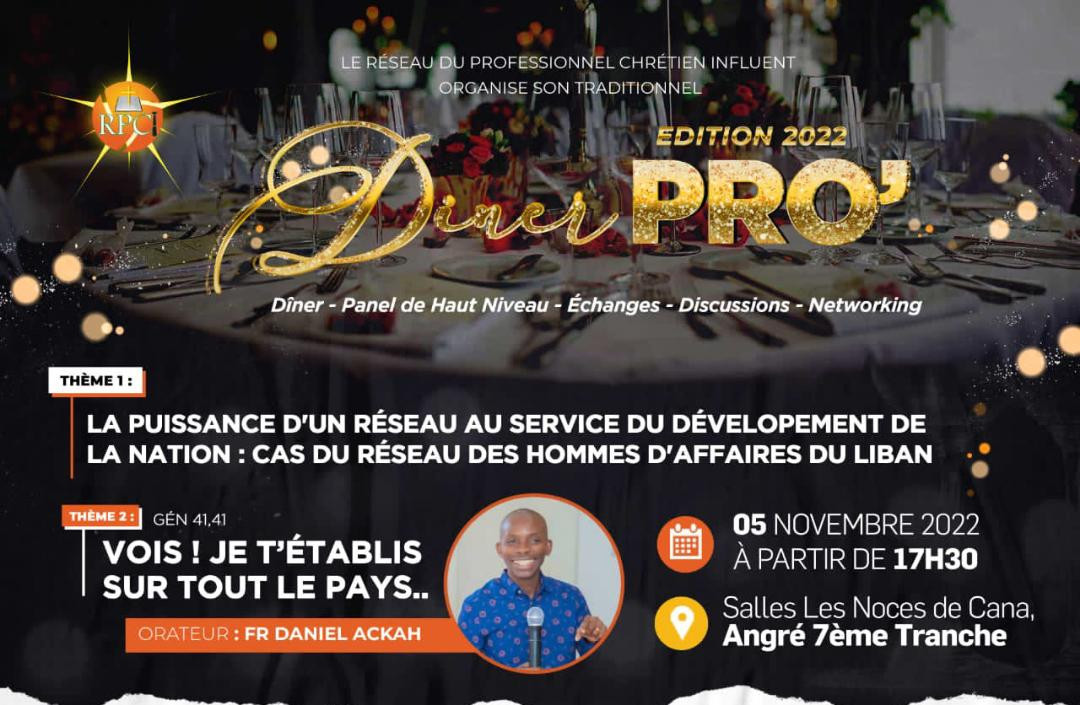 LE RÉSEAU DU PROFESSIONNEL CHRÉTIEN INFLUENT
ORGANISE SON TRADITIONNEL
RPCI
EDITION 2022
Dîner PRO'
Dîner - Panel de Haut Niveau - Échanges - Discussions - Networking
THÈME 1 :
LA PUISSANCE D'UN RÉSEAU AU SERVICE DU DÉVELOPEMENT DE
LA NATION : CAS DU RÉSEAU DES HOMMES D'AFFAIRES DU LIBAN
THÈME 2 : GÉN 41,41
VOIS ! JE T'ÉTABLIS
SUR TOUT LE PAYS..
ORATEUR : FR DANIEL ACKAH
05 NOVEMBRE 2022
À PARTIR DE 17H30
Salles Les Noces de Cana,
Angré 7ème Tranche